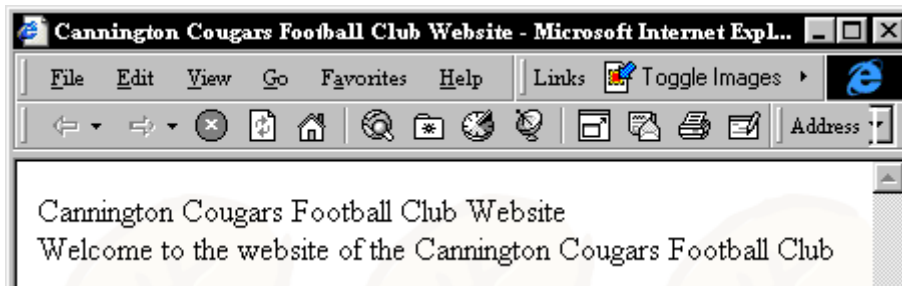 Cannington Cougars Football Club Website - Microsoft Internet Expl...
File Edit View Go Favorites Help Links Toggle Images
Address
Cannington Cougars Football Club Website
Welcome to the website of the Cannington Cougars Football Club